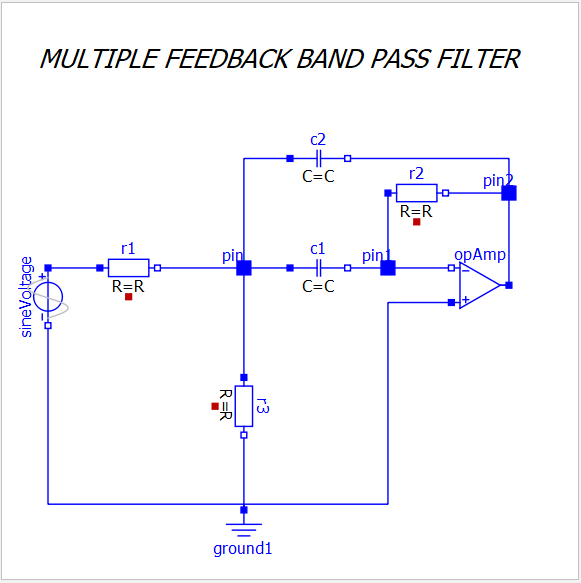 MULTIPLE FEEDBACK BAND PASS FILTER
c2
C=C
r2
pin2
R=R
r1
pin
c1
pin1
opAmp
R=R
C=C
sineVoltage
+
-
-
+
R=R
r3
ground1